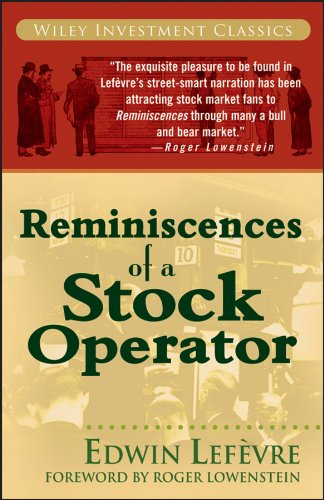 WILEY INVESTMENT CLASSICS
"The exquisite pleasure to be found in
Lefèvre's street-smart narration has been
attracting stock market fans to
Reminiscences through many a bull
and bear market."
—Roger Lowenstein
Reminiscences
of a
Stock
Operator
10
EDWIN LEFÈVRE
FOREWORD BY ROGER LOWENSTEIN